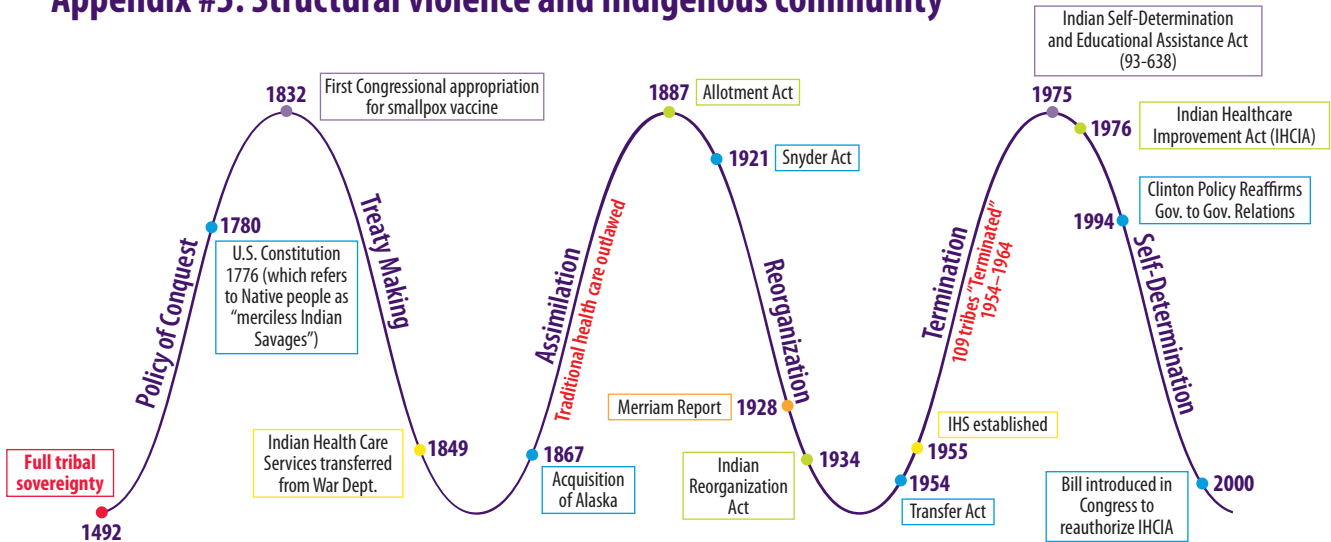 Appendix #3: Structural violence and Indigenous community
Full tribal
sovereignty
1492
Policy of Conquest
1780
U.S. Constitution
1776 (which refers
to Native people as
“merciless Indian
Savages”)
1832
First Congressional appropriation
for smallpox vaccine
Treaty Making
Indian Health Care
Services transferred
from War Dept.
1849
1867
Acquisition
of Alaska
Assimilation
Traditional health care outlawed
1887
Allotment Act
1921
Snyder Act
Reorganization
Merriam Report
1928
1934
Indian
Reorganization
Act
1954
Transfer Act
IHS established
1955
Termination
109 tribes “Terminated”
1954–1964
Indian Self-Determination
and Educational Assistance Act
(93-638)
1975
1976
Indian Healthcare
Improvement Act (IHCIA)
Clinton Policy Reaffirms
Gov. to Gov. Relations
1994
Self-Determination
Bill introduced in
Congress to
reauthorize IHCIA
2000